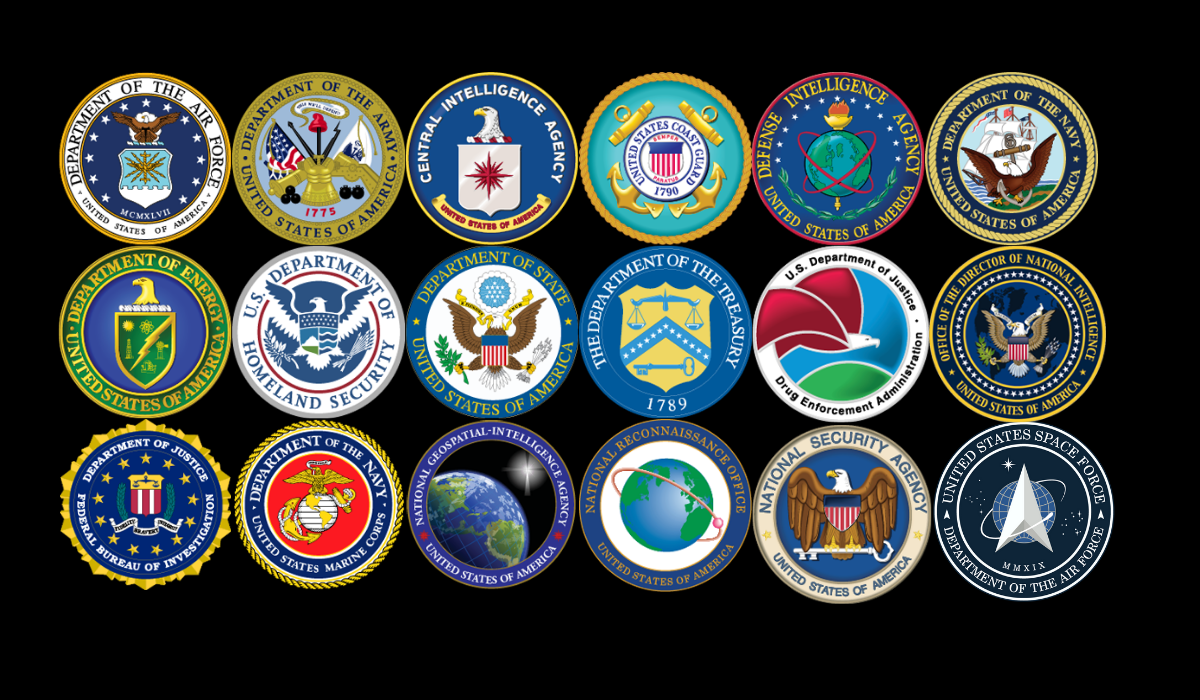 DEPARTMENT OF THE AIR FORCE
MCMXLVII
UNITED STATES OF AMERICA
DEPARTMENT OF THE ARMY
THIS WE'LL DEFEND
1775
UNITED STATES OF AMERICA
CENTRAL INTELLIGENCE AGENCY
UNITED STATES OF AMERICA
UNITED STATES COAST GUARD
SEMPER
PARATUS
1790
DEFENSE INTELLIGENCE AGENCY
UNITED STATES OF AMERICA
DEPARTMENT OF THE NAVY
UNITED STATES OF AMERICA
DEPARTMENT OF ENERGY
UNITED STATES OF AMERICA
U.S. DEPARTMENT OF
HOMELAND SECURITY
DEPARTMENT OF STATE
UNITED STATES OF AMERICA
THE DEPARTMENT OF THE TREASURY
1789
U.S. Department of Justice
Drug Enforcement Administration
OFFICE OF THE DIRECTOR OF NATIONAL INTELLIGENCE
UNITED STATES OF AMERICA
DEPARTMENT OF JUSTICE
FIDELITY BRAVERY INTEGRITY
FEDERAL BUREAU OF INVESTIGATION
DEPARTMENT OF THE NAVY
UNITED STATES MARINE CORPS
NATIONAL GEOSPATIAL-INTELLIGENCE AGENCY
UNITED STATES OF AMERICA
NATIONAL RECONNAISSANCE OFFICE
UNITED STATES OF AMERICA
NATIONAL SECURITY AGENCY
UNITED STATES OF AMERICA
UNITED STATES SPACE FORCE
MMXIX
DEPARTMENT OF THE AIR FORCE